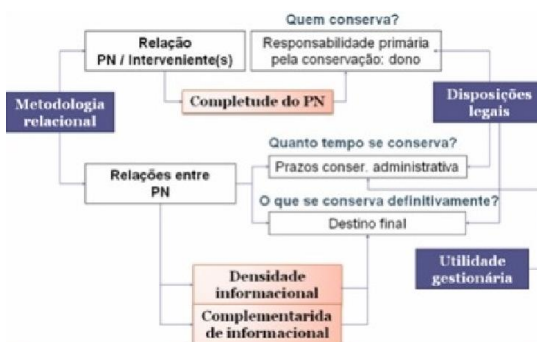 Quem conserva?
Relação
PN / Interveniente(s)
Responsabilidade primária
pela conservação: dono
Metodologia
relacional
Completude do PN
Disposições
legais
Quanto tempo se conserva?
Relações entre
PN
Prazos conser. administrativa
O que se conserva definitivamente?
Destino final
Densidade
informacional
Utilidade
gestionária
Complementarida
de informacional